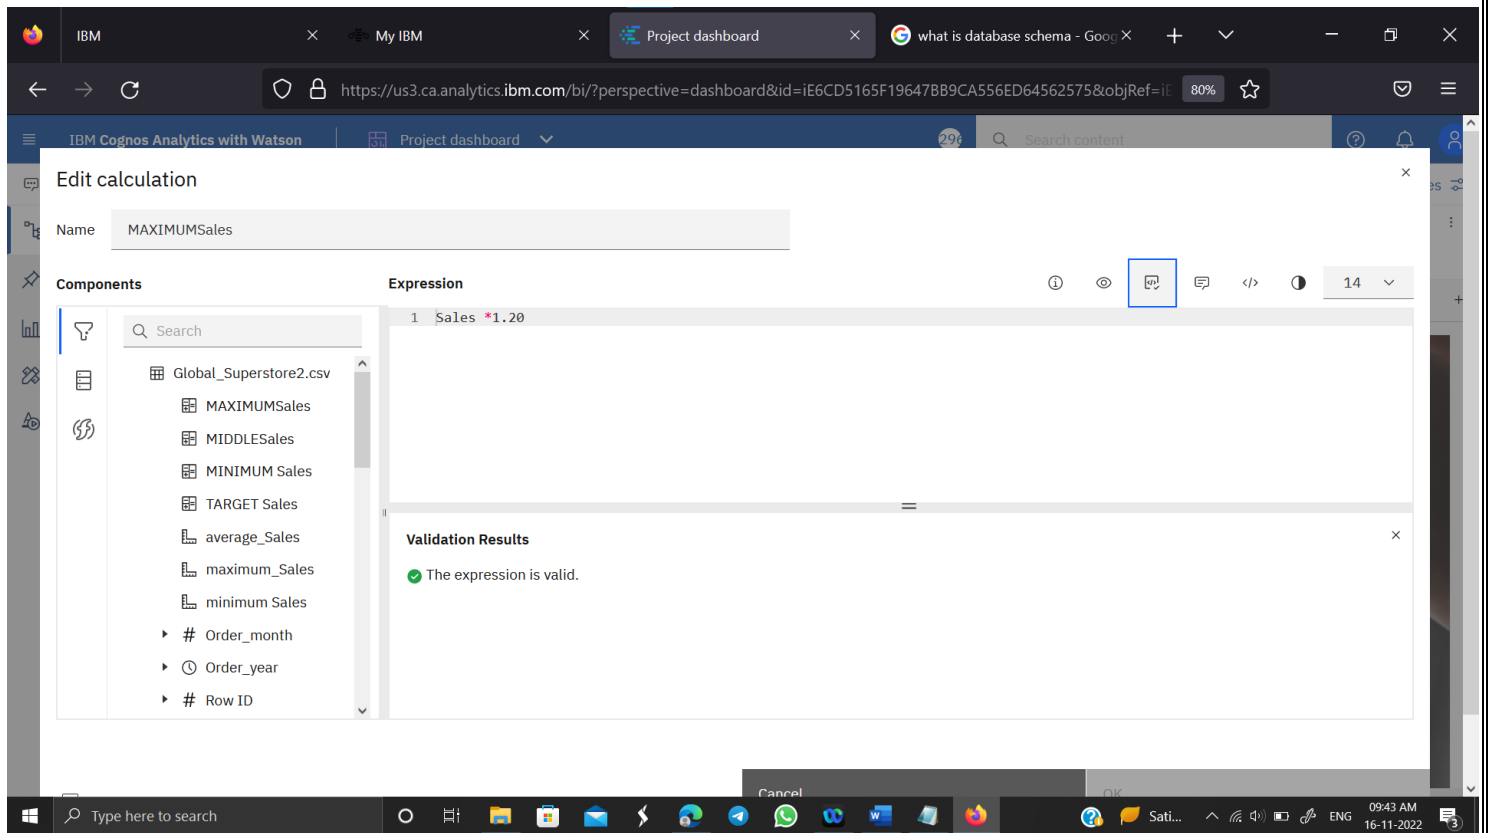 IBM
My IBM
Project dashboard
what is database schema - Goog
https://us3.ca.analytics.ibm.com/bi/?perspective=dashboard&id=iE6CD5165F19647BB9CA556ED64562575&objRef=iE
80%
IBM Cognos Analytics with Watson
Project dashboard
296
Search content
Edit calculation
Name
MAXIMUMSales
Components
Expression
14
Search
1 Sales *1.20
Global_Superstore2.csv
MAXIMUMSales
MIDDLESales
MINIMUM Sales
TARGET Sales
average_Sales
maximum_Sales
minimum Sales
# Order_month
Order_year
# Row ID
Validation Results
The expression is valid.
Cancel
OK
Type here to search
Sati...
ENG
09:43 AM
16-11-2022
3